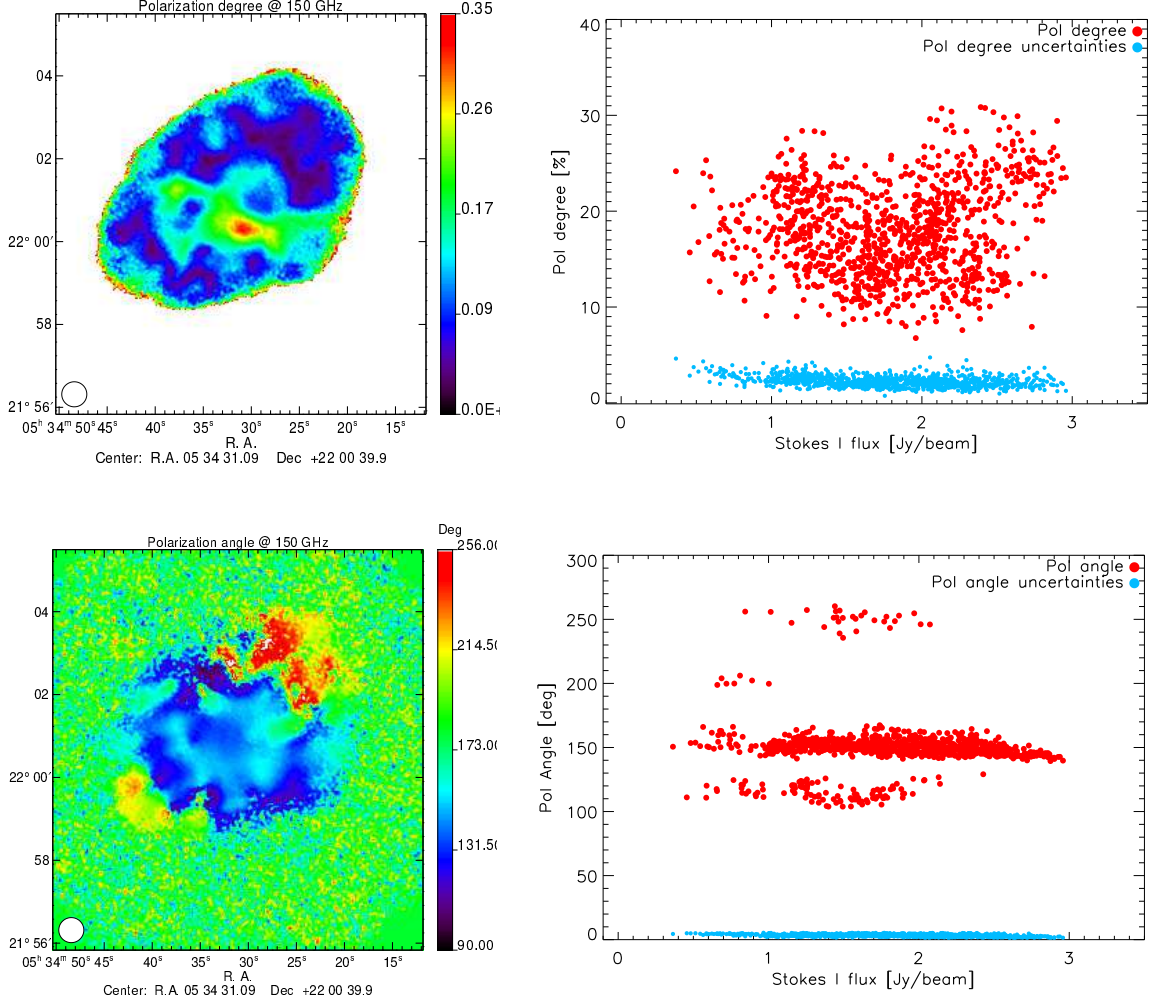 Polarization degree @ 150 GHz
0.35
0.26
0.17
0.09
0.0E+
04
02
22° 00′
58
21° 56′
05ʰ 34ᵐ 50ˢ 45ˢ 40ˢ 35ˢ 30ˢ 25ˢ 20ˢ 15ˢ
R. A.
Center: R.A. 05 34 31.09 Dec +22 00 39.9
Pol degree
Pol degree uncertainties
40
30
20
10
0
Pol degree [%]
0 1 2 3
Stokes I flux [Jy/beam]
Polarization angle @ 150 GHz
Deg
256.00
214.50
173.00
131.50
90.00
04
02
22° 00′
58
21° 56′
05ʰ 34ᵐ 50ˢ 45ˢ 40ˢ 35ˢ 30ˢ 25ˢ 20ˢ 15ˢ
R. A.
Center: R.A. 05 34 31.09 Dec +22 00 39.9
Pol angle
Pol angle uncertainties
300
250
200
150
100
50
0
Pol Angle [deg]
0 1 2 3
Stokes I flux [Jy/beam]